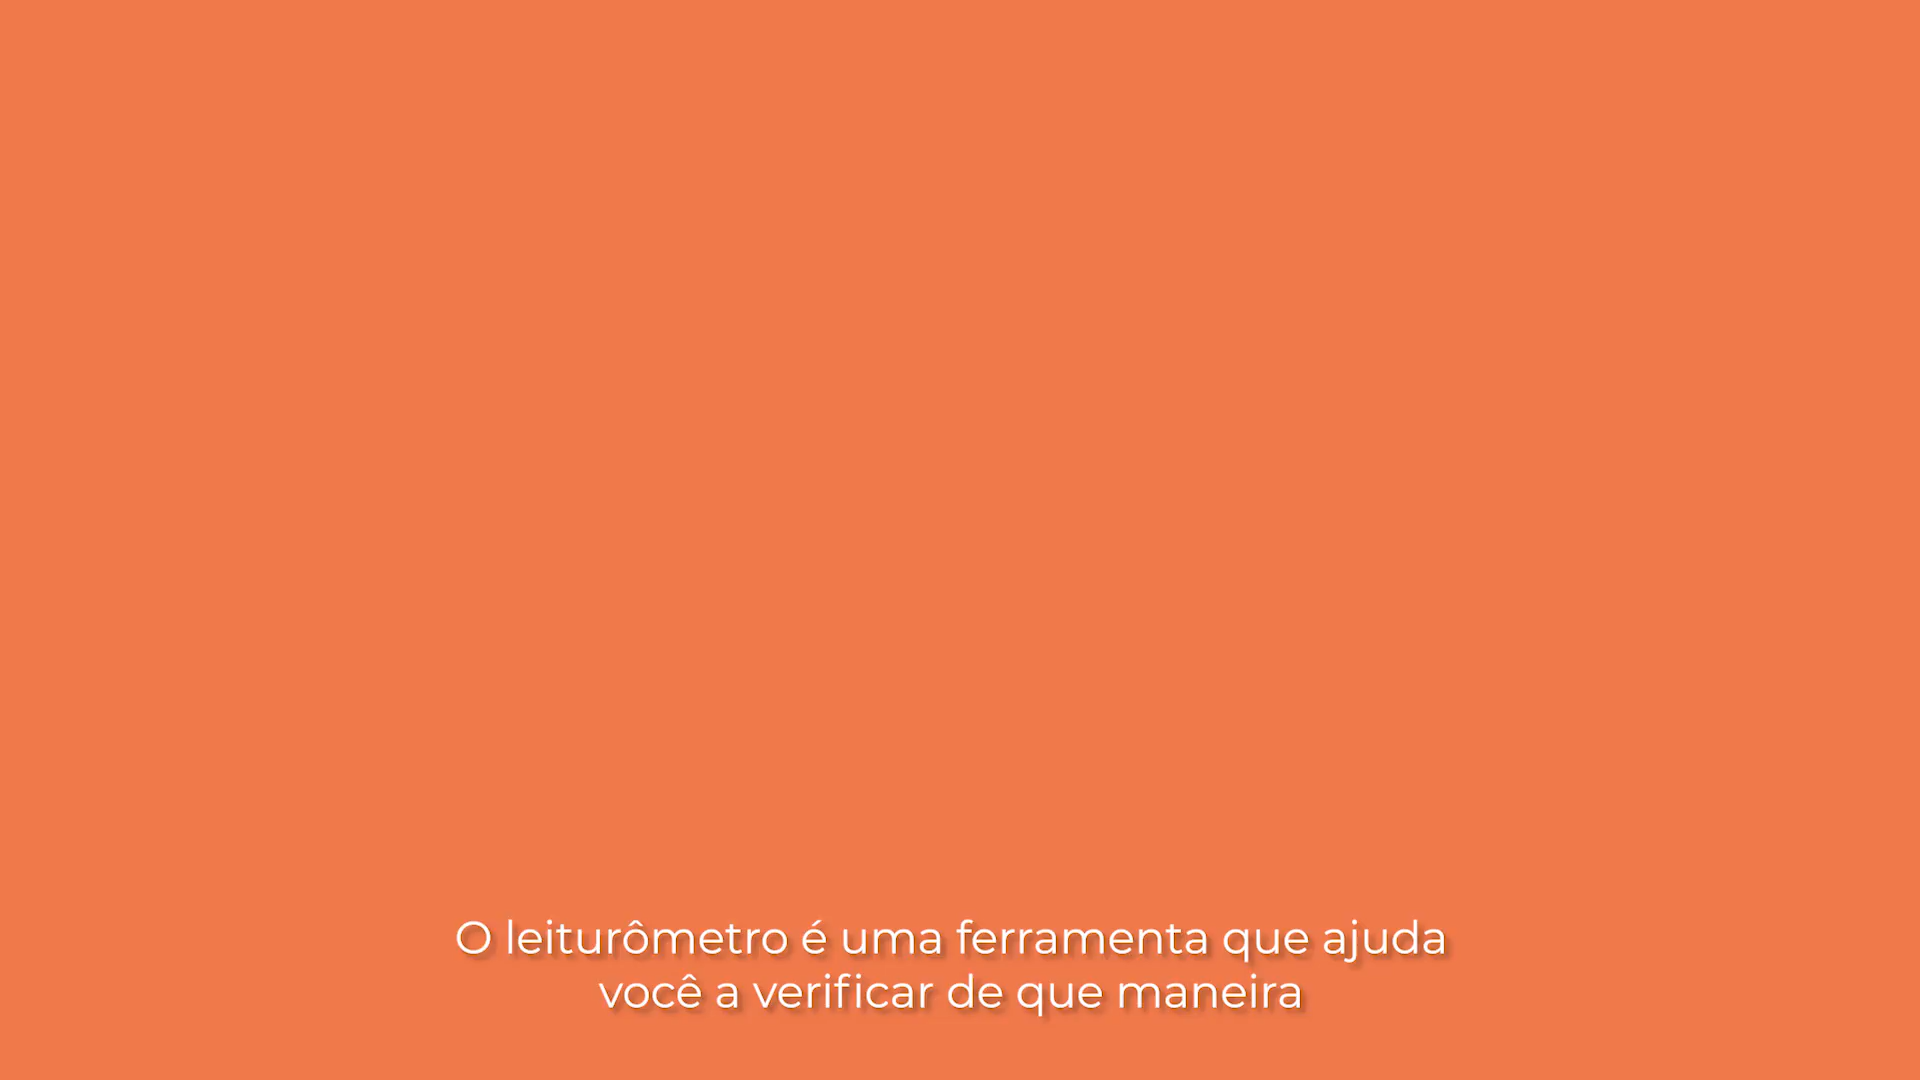 O leiturômetro é uma ferramenta que ajuda
você a verificar de que maneira